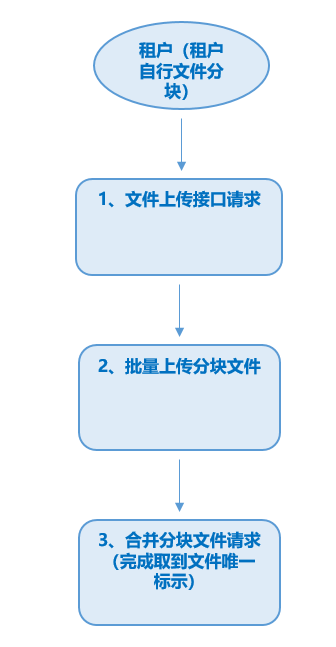 租户（租户
自行文件分
块）
1、文件上传接口请求
2、批量上传分块文件
3、合并分块文件请求
（完成取到文件唯一
标示）